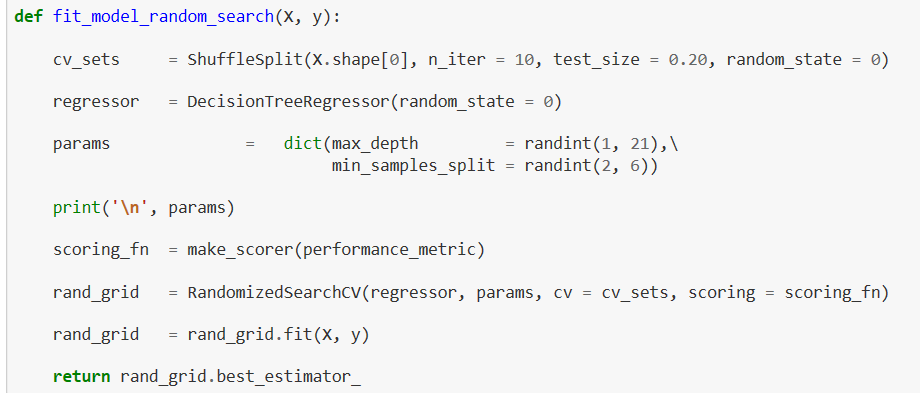 def fit_model_random_search(X, y):
cv_sets = ShuffleSplit(X.shape[0], n_iter = 10, test_size = 0.20, random_state = 0)
regressor = DecisionTreeRegressor(random_state = 0)
params = dict(max_depth = randint(1, 21),\
min_samples_split = randint(2, 6))
print('\n', params)
scoring_fn = make_scorer(performance_metric)
rand_grid = RandomizedSearchCV(regressor, params, cv = cv_sets, scoring = scoring_fn)
rand_grid = rand_grid.fit(X, y)
return rand_grid.best_estimator_